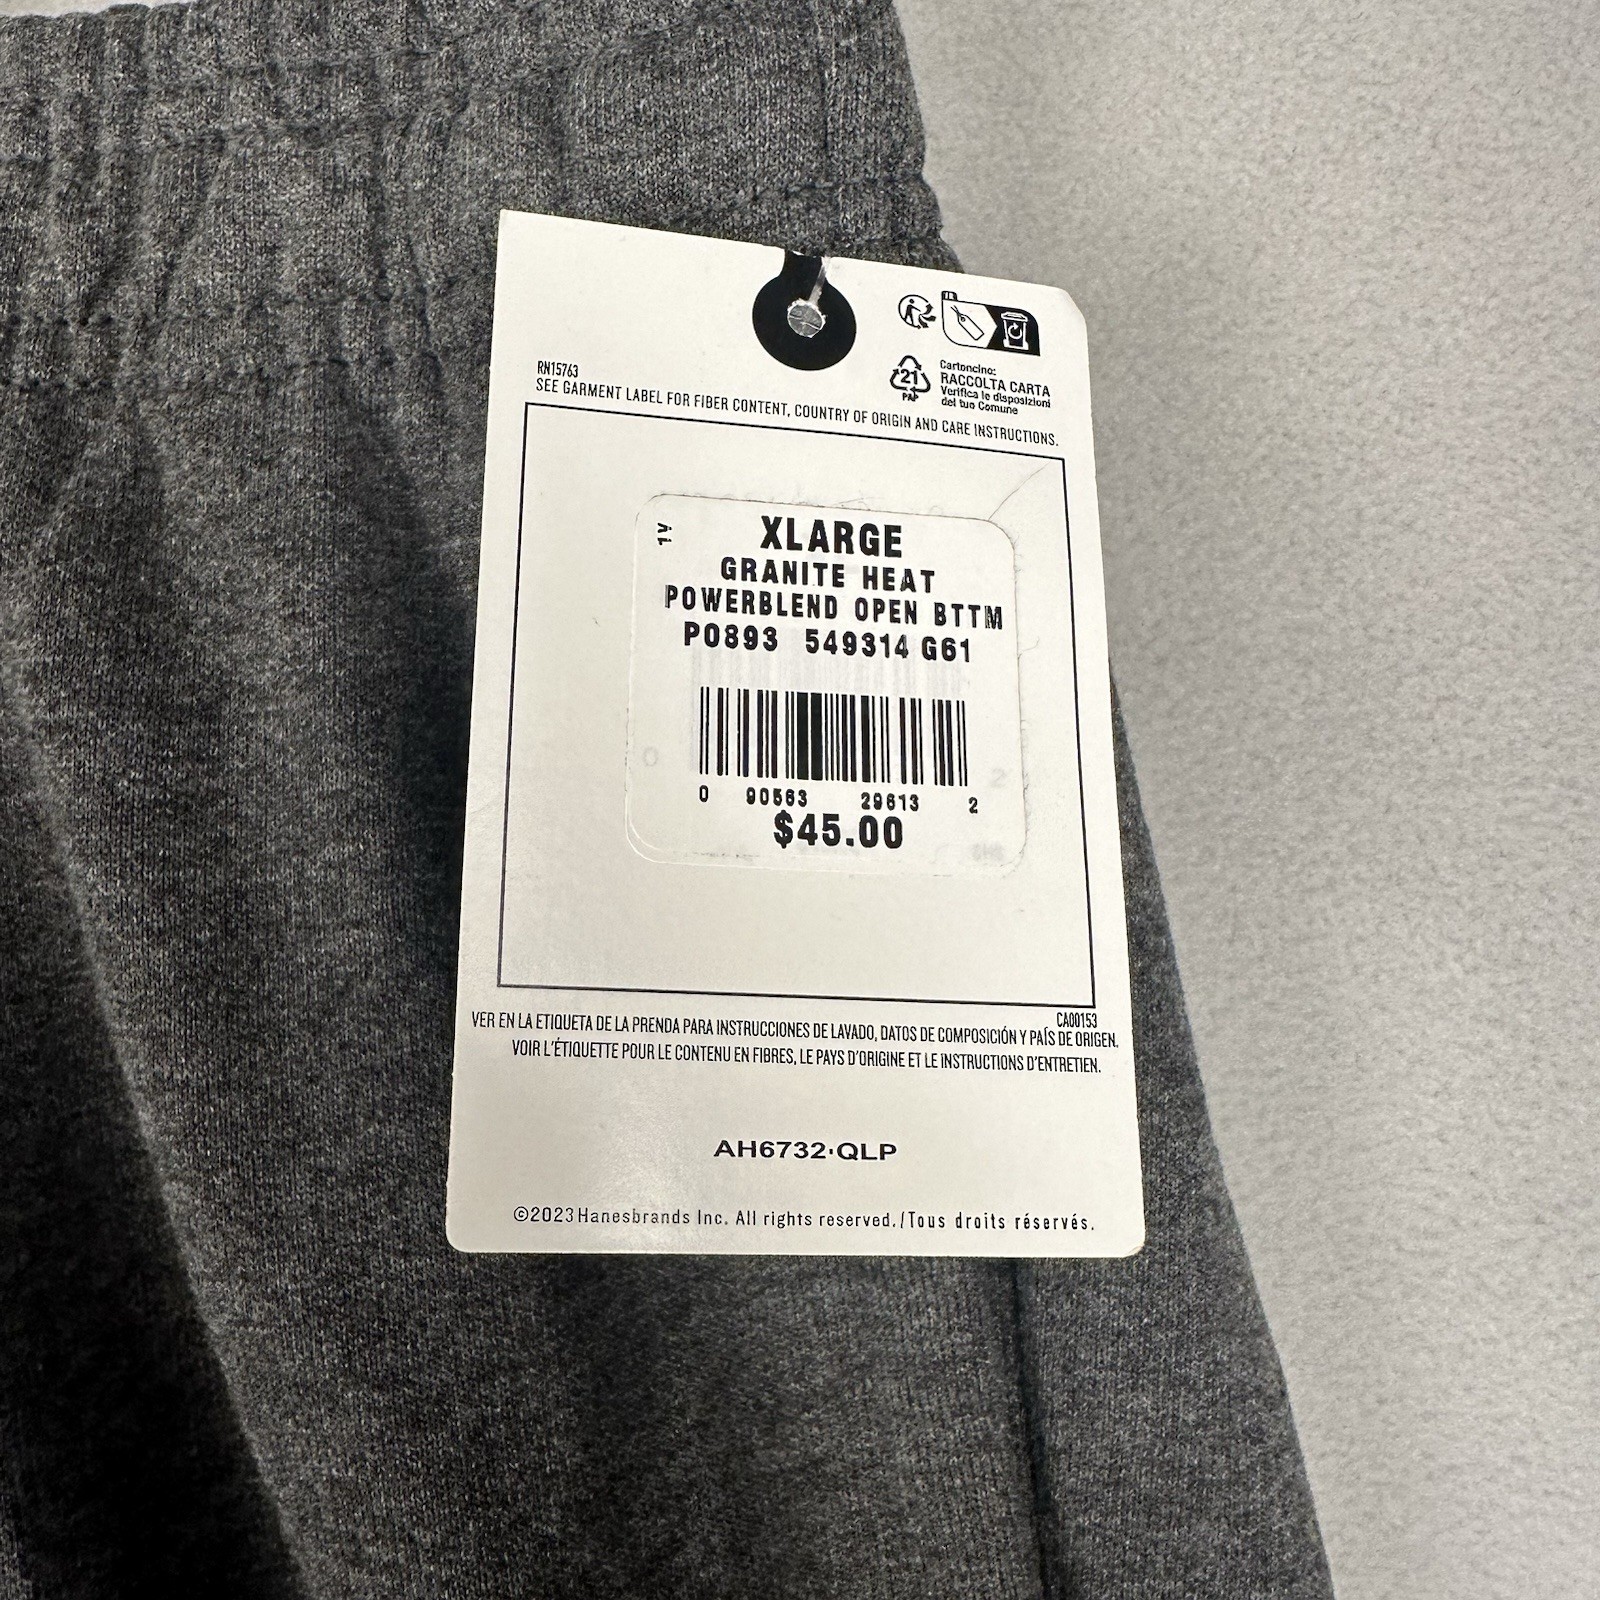 RN15763
SEE GARMENT LABEL FOR FIBER CONTENT, COUNTRY OF ORIGIN AND CARE INSTRUCTIONS.
FR
21
PAP
Cartoncino:
RACCOLTA CARTA
Verifica le disposizioni
del tuo Comune
XLARGE
GRANITE HEAT
POWERBLEND OPEN BTTM
P0893 549314 G61
0 90563 29613 2
$45.00
CA00153
VER EN LA ETIQUETA DE LA PRENDA PARA INSTRUCCIONES DE LAVADO, DATOS DE COMPOSICIÓN Y PAÍS DE ORIGEN.
VOIR L'ÉTIQUETTE POUR LE CONTENU EN FIBRES, LE PAYS D'ORIGINE ET LE INSTRUCTIONS D'ENTRETIEN.
AH6732·QLP
©2023 Hanesbrands Inc. All rights reserved./Tous droits réservés.